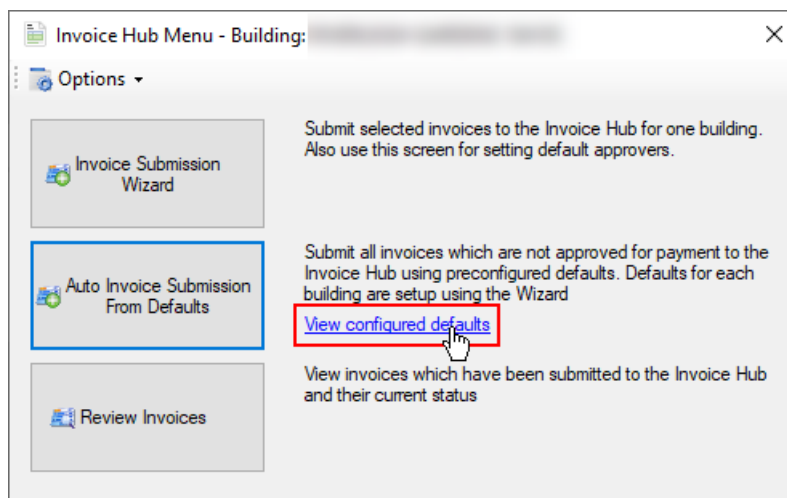 Invoice Hub Menu - Building:
Options
Invoice Submission
Wizard
Submit selected invoices to the Invoice Hub for one building.
Also use this screen for setting default approvers.
Auto Invoice Submission
From Defaults
Submit all invoices which are not approved for payment to the
Invoice Hub using preconfigured defaults. Defaults for each
building are setup using the Wizard
View configured defaults
Review Invoices
View invoices which have been submitted to the Invoice Hub
and their current status